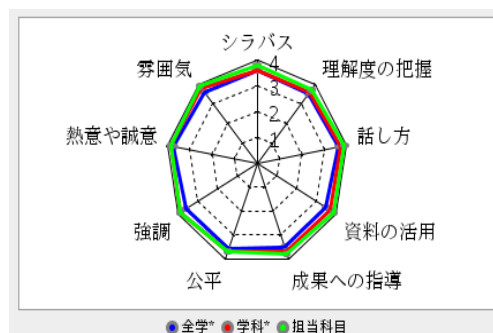 シラバス
雰囲気
理解度の把握
4
3
2
1
熱意や誠意
話し方
強調
資料の活用
公平
成果への指導
全学* 学科* 担当科目